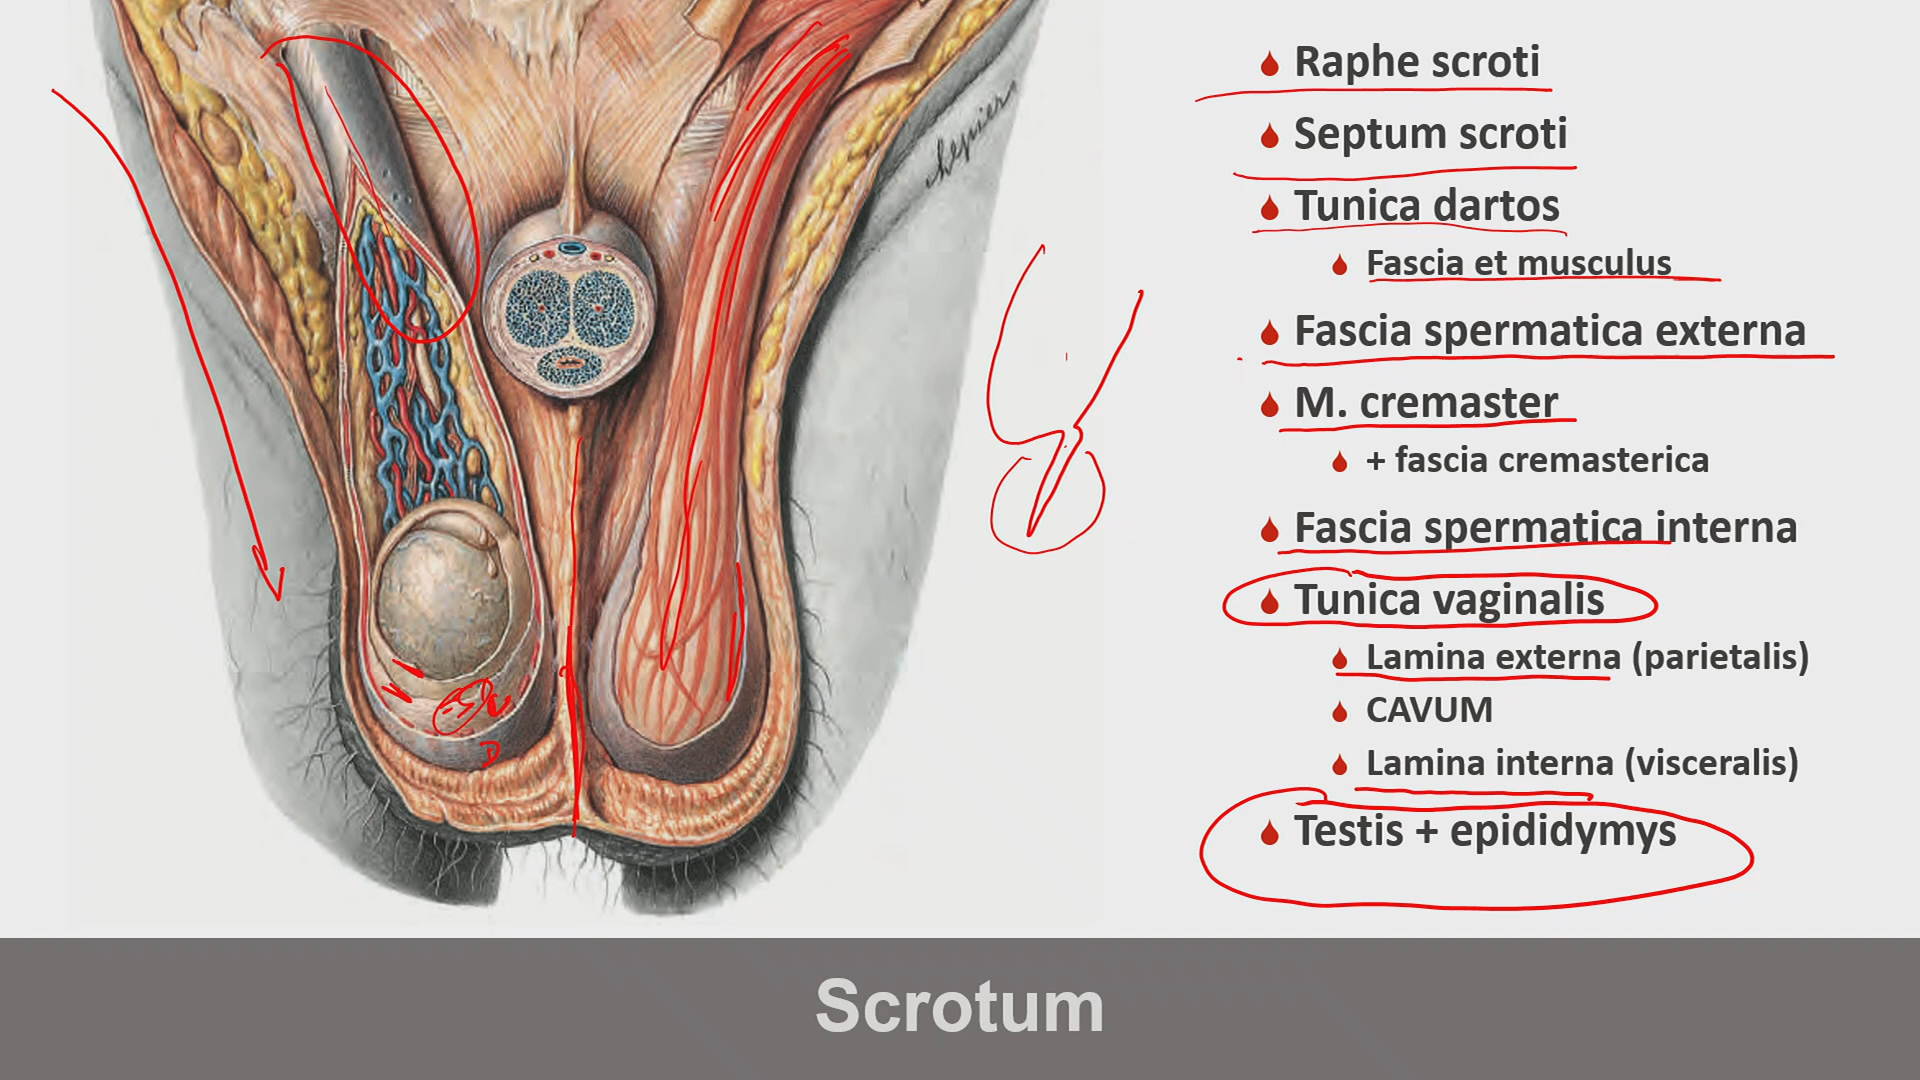 Raphe scroti
Septum scroti
Tunica dartos
Fascia et musculus
Fascia spermatica externa
M. cremaster
+ fascia cremasterica
Fascia spermatica interna
Tunica vaginalis
Lamina externa (parietalis)
CAVUM
Lamina interna (visceralis)
Testis + epididymys
Scrotum